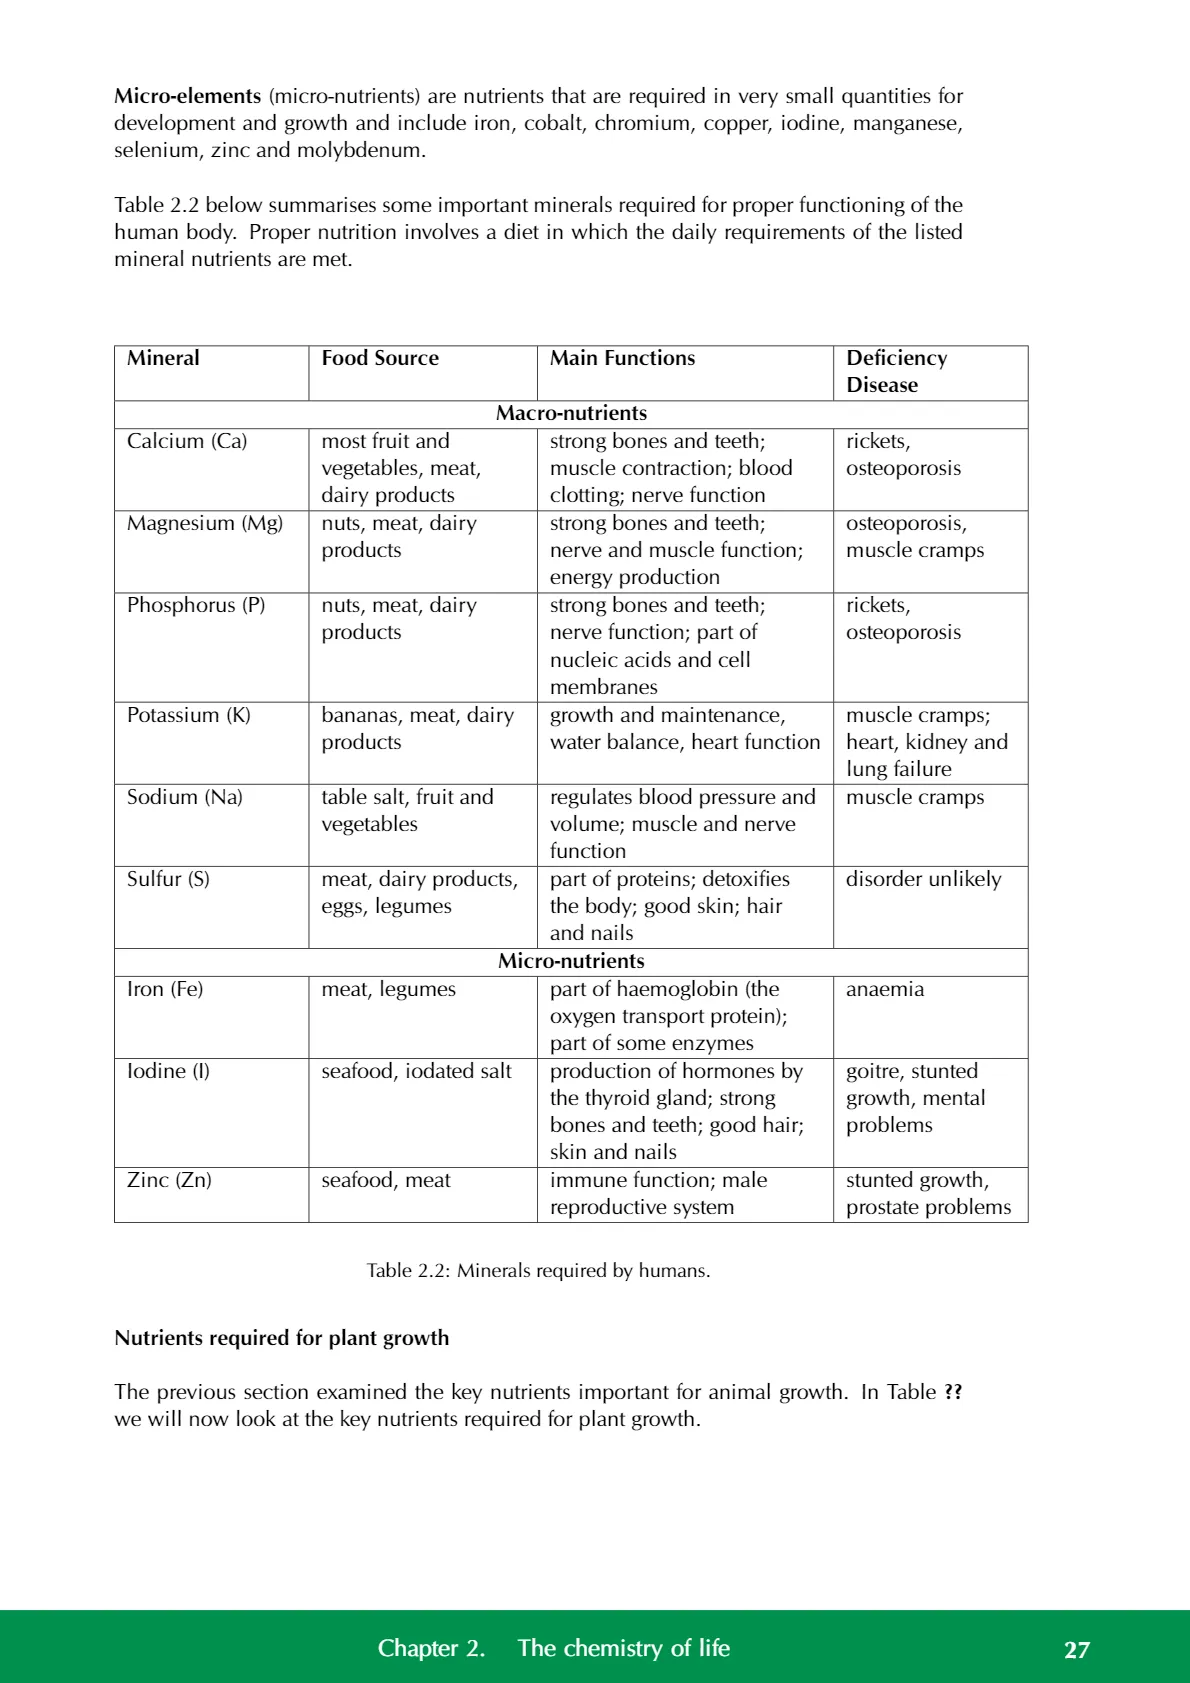 Micro-elements (micro-nutrients) are nutrients that are required in very small quantities for
development and growth and include iron, cobalt, chromium, copper, iodine, manganese,
selenium, zinc and molybdenum.
Table 2.2 below summarises some important minerals required for proper functioning of the
human body. Proper nutrition involves a diet in which the daily requirements of the listed
mineral nutrients are met.
Mineral Food Source Main Functions Deficiency
Disease
Macro-nutrients
Calcium (Ca) most fruit and strong bones and teeth; rickets,
vegetables, meat, muscle contraction; blood osteoporosis
dairy products clotting; nerve function
Magnesium (Mg) nuts, meat, dairy strong bones and teeth; osteoporosis,
products nerve and muscle function; muscle cramps
energy production
Phosphorus (P) nuts, meat, dairy strong bones and teeth; rickets,
products nerve function; part of osteoporosis
nucleic acids and cell
membranes
Potassium (K) bananas, meat, dairy growth and maintenance, muscle cramps;
products water balance, heart function heart, kidney and
lung failure
Sodium (Na) table salt, fruit and regulates blood pressure and muscle cramps
vegetables volume; muscle and nerve
function
Sulfur (S) meat, dairy products, part of proteins; detoxifies disorder unlikely
eggs, legumes the body; good skin; hair
and nails
Micro-nutrients
Iron (Fe) meat, legumes part of haemoglobin (the anaemia
oxygen transport protein);
part of some enzymes
Iodine (I) seafood, iodated salt production of hormones by goitre, stunted
the thyroid gland; strong growth, mental
bones and teeth; good hair; problems
skin and nails
Zinc (Zn) seafood, meat immune function; male stunted growth,
reproductive system prostate problems
Table 2.2: Minerals required by humans.
Nutrients required for plant growth
The previous section examined the key nutrients important for animal growth. In Table ??
we will now look at the key nutrients required for plant growth.
Chapter 2. The chemistry of life 27